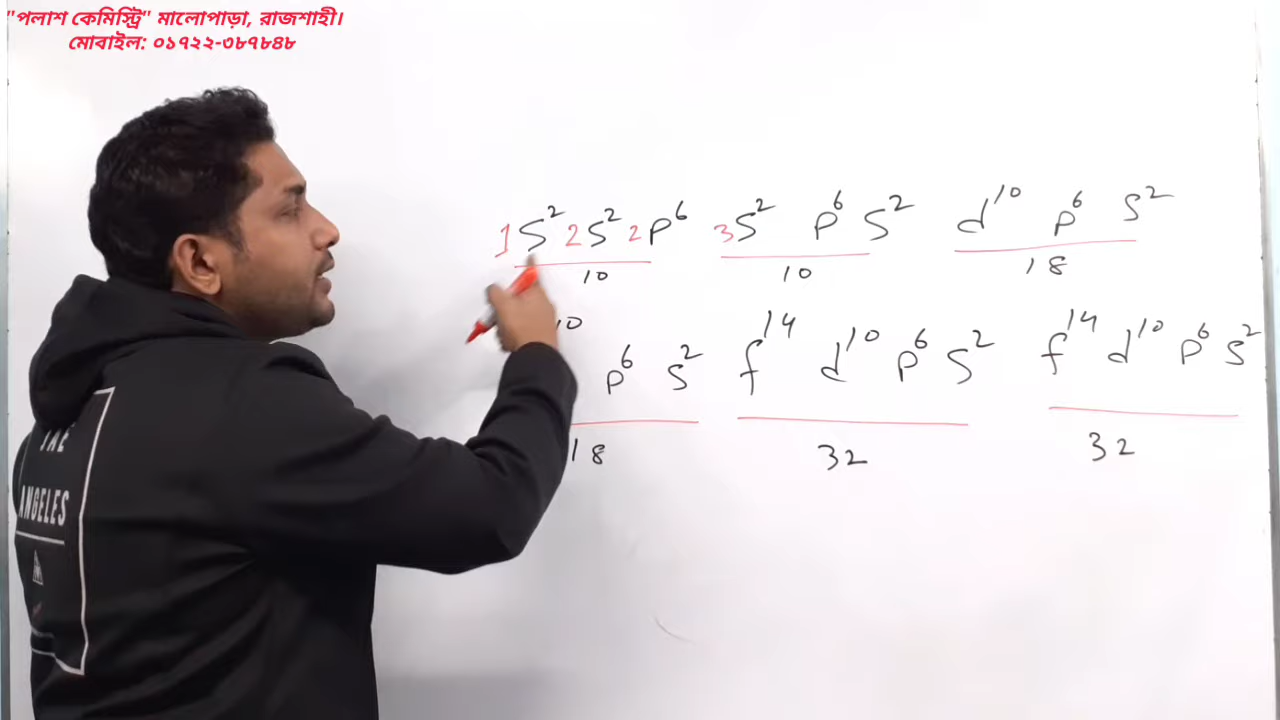 "পলাশ কেমিস্ট্রি" মালোপাড়া, রাজশাহী।
মোবাইল: ০১৭২২-৩৮৭৮৪৮
1S² 2S² 2P⁶ 3S² P⁶ S² d¹⁰ P⁶ S²
10 10 18
10 P⁶ S² f¹⁴ d¹⁰ P⁶ S² f¹⁴ d¹⁰ P⁶ S²
18 32 32
ANGELES